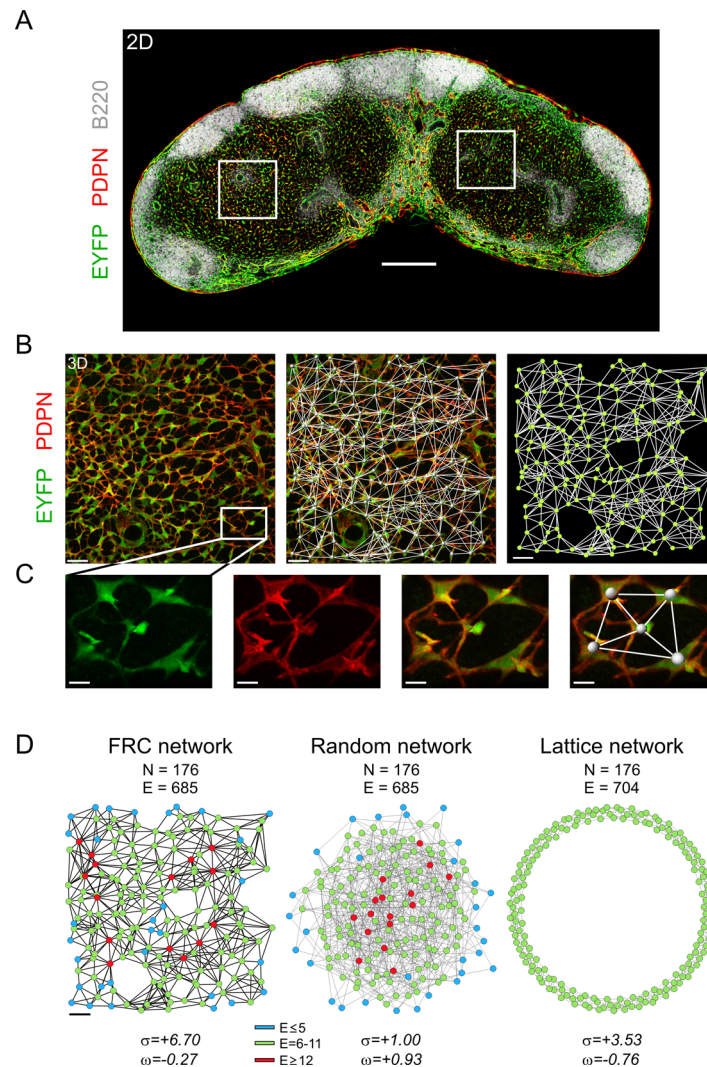 A
2D
EYFP PDPN B220
B
3D
EYFP PDPN
C
D
FRC network
N = 176
E = 685
Random network
N = 176
E = 685
Lattice network
N = 176
E = 704
σ=+6.70
ω=-0.27
E≤5
E=6-11
E≥12
σ=+1.00
ω=+0.93
σ=+3.53
ω=-0.76